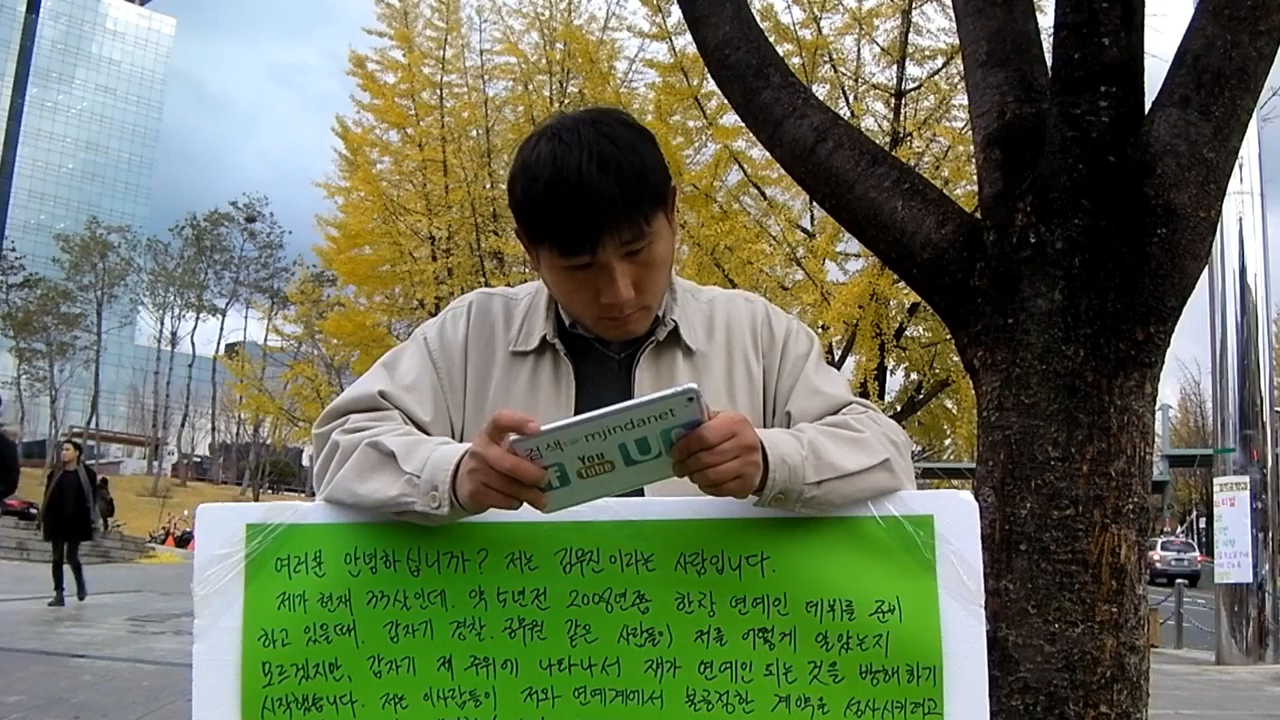 검색☞mjindanet
f
You
Tube
여러분 안녕하십니까? 저는 김무진이라는 사람입니다.
제가 현재 33살인데. 약 5년전 2008년쯤 한창 연예인 데뷔를 준비
하고 있을때, 갑자기 경찰. 공무원 같은 사람들이 저를 어떻게 알았는지
모르겠지만, 갑자기 제 주위에 나타나서 제가 연예인 되는 것을 방해하기
시작했습니다. 저는 이사람들이 저와 연예계에서 불공정한 계약을 성사시키려고